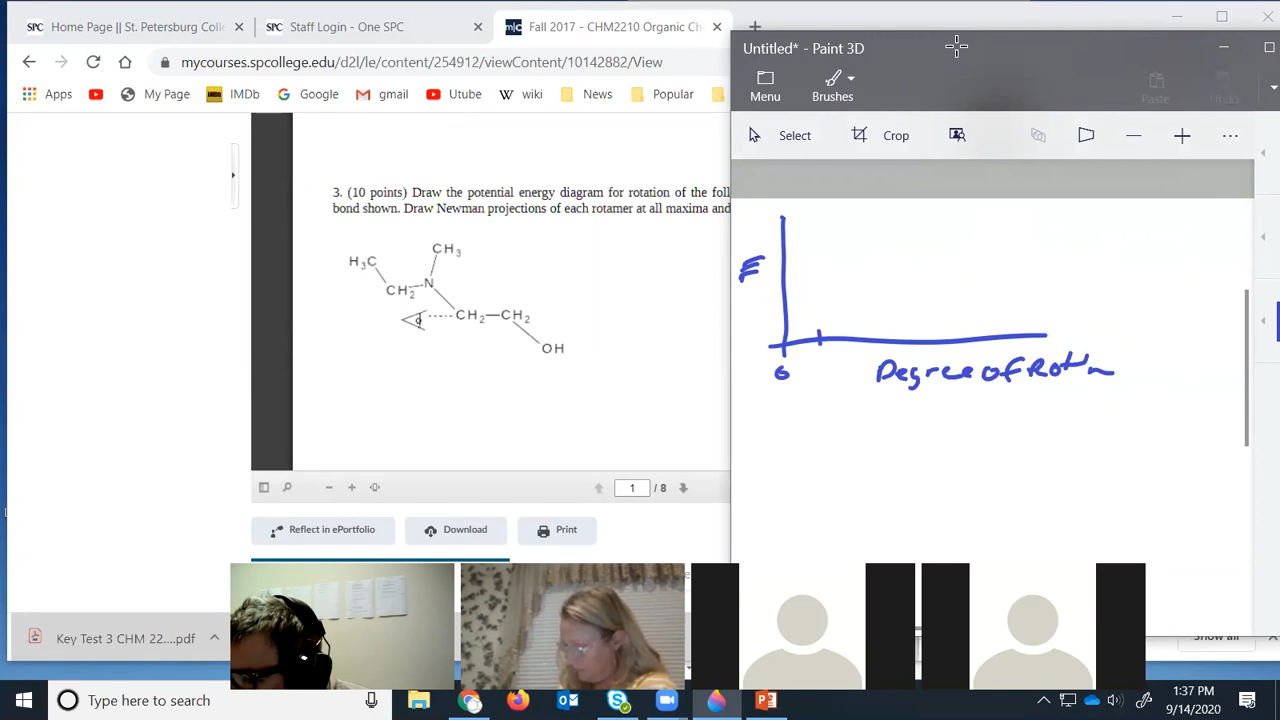 Home Page || St. Petersburg Colle
SPC Staff Login - One SPC
m|c Fall 2017 - CHM2210 Organic Ch
mycourses.spcollege.edu/d2l/le/content/254912/viewContent/10142882/View
Apps My Page IMDb IMDb Google gmail Utube W wiki News Popular
Untitled* - Paint 3D
Menu Brushes Paste Undo
Select Crop
3. (10 points) Draw the potential energy diagram for rotation of the foll
bond shown. Draw Newman projections of each rotamer at all maxima and
CH3
H3C
N
CH2
CH2—CH2
OH
E
0
Degree of Rot'n
1 / 8
Reflect in ePortfolio Download Print
Key Test 3 CHM 22....pdf
Show all
Type here to search
1:37 PM
9/14/2020